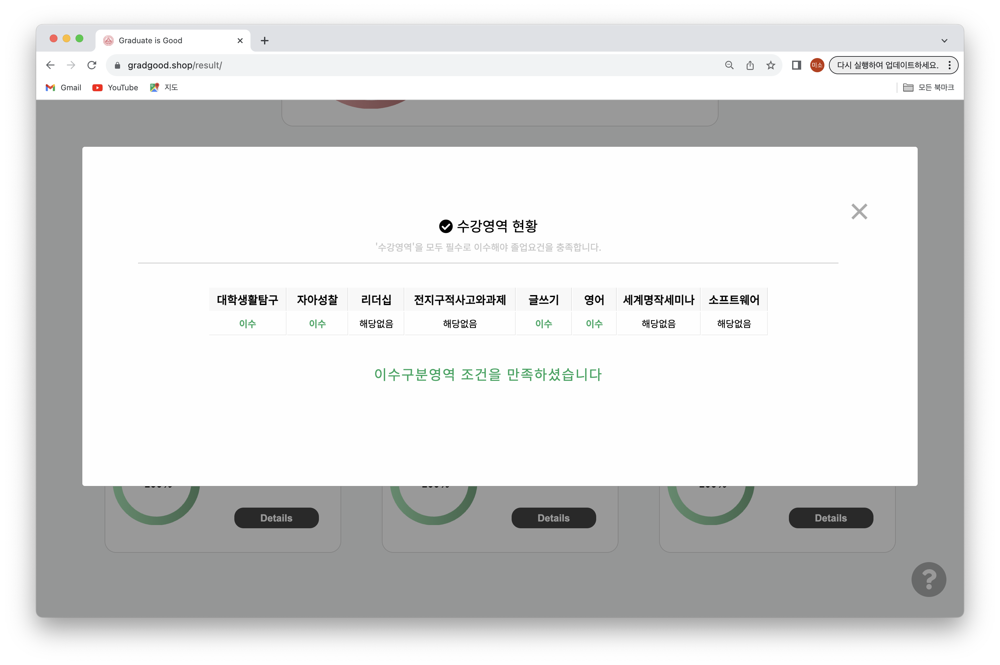 Graduate is Good
gradgood.shop/result/
미소
다시 실행하여 업데이트하세요.
Gmail
YouTube
지도
모든 북마크
수강영역 현황
'수강영역'을 모두 필수로 이수해야 졸업요건을 충족합니다.
대학생활탐구 자아성찰 리더십 전지구적사고와과제 글쓰기 영어 세계명작세미나 소프트웨어
이수 이수 해당없음 해당없음 이수 이수 해당없음 해당없음
이수구분영역 조건을 만족하셨습니다
Details Details Details
?